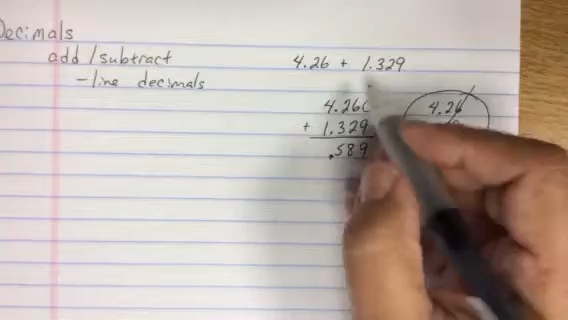 Decimals
add/subtract
-line decimals
4.26 + 1.329
4.260
+ 1.329
.589
4.26